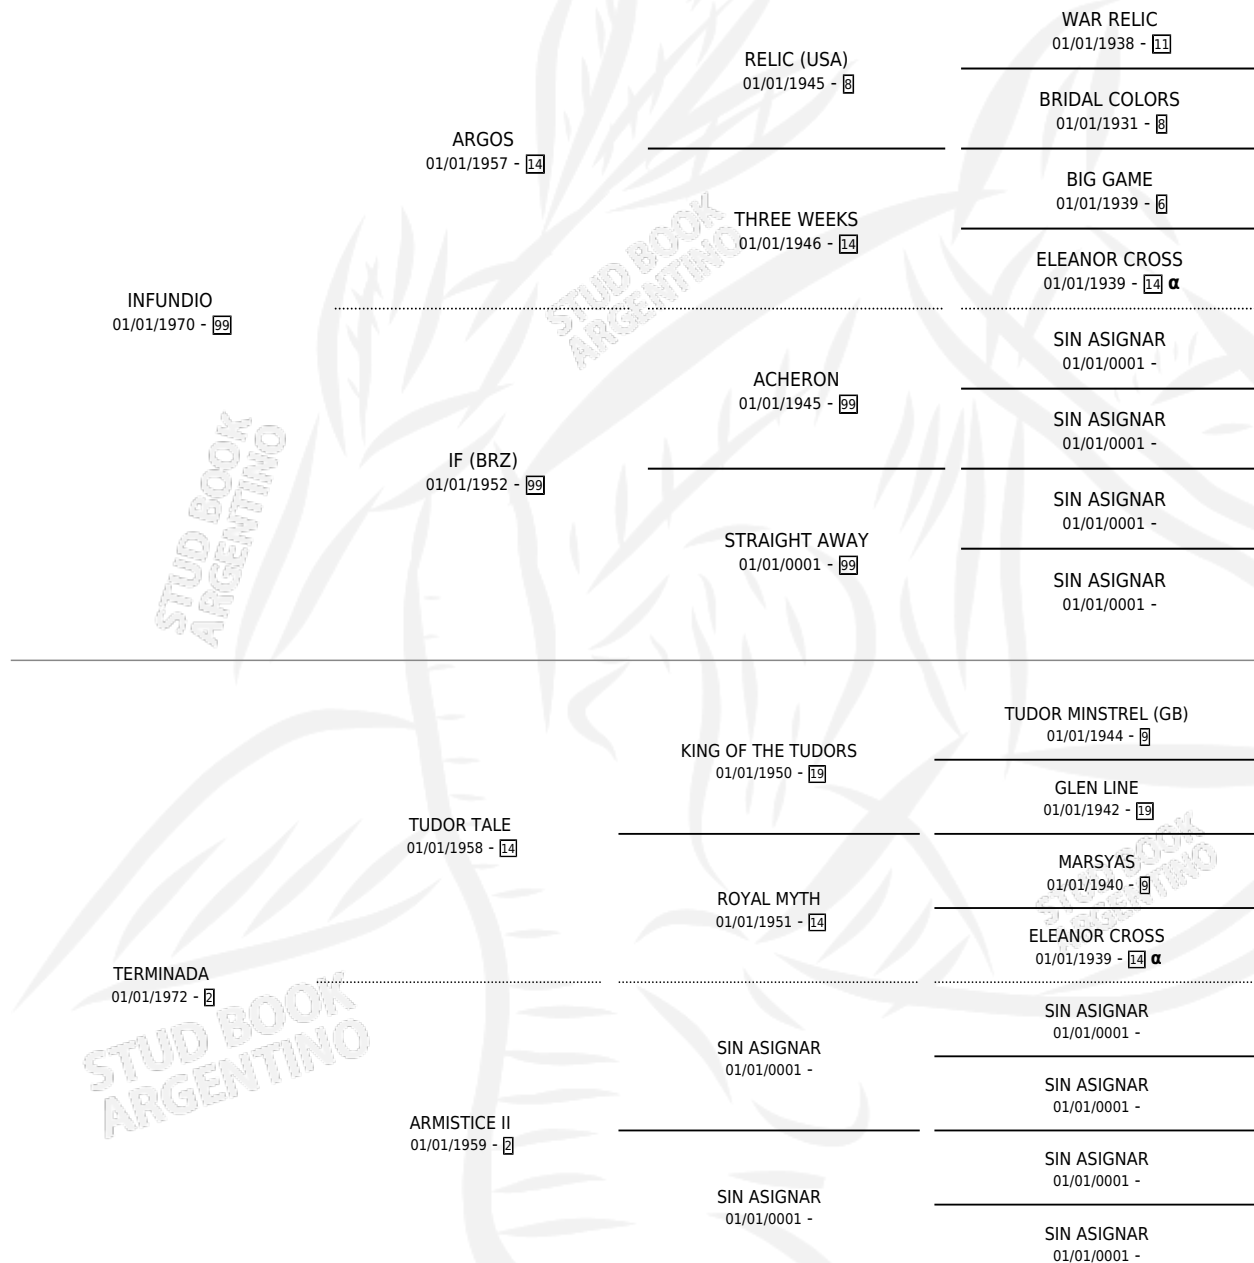 WAR RELIC
01/01/1938 - 11
RELIC (USA)
01/01/1945 - 8
BRIDAL COLORS
01/01/1931 - 8
ARGOS
01/01/1957 - 14
BIG GAME
01/01/1939 - 6
THREE WEEKS
01/01/1946 - 14
ELEANOR CROSS
01/01/1939 - 14 α
INFUNDIO
01/01/1970 - 99
SIN ASIGNAR
01/01/0001 -
ACHERON
01/01/1945 - 99
SIN ASIGNAR
01/01/0001 -
IF (BRZ)
01/01/1952 - 99
SIN ASIGNAR
01/01/0001 -
STRAIGHT AWAY
01/01/0001 - 99
SIN ASIGNAR
01/01/0001 -
TUDOR MINSTREL (GB)
01/01/1944 - 9
KING OF THE TUDORS
01/01/1950 - 19
GLEN LINE
01/01/1942 - 19
TUDOR TALE
01/01/1958 - 14
MARSYAS
01/01/1940 - 9
ROYAL MYTH
01/01/1951 - 14
ELEANOR CROSS
01/01/1939 - 14 α
TERMINADA
01/01/1972 - 2
SIN ASIGNAR
01/01/0001 -
SIN ASIGNAR
01/01/0001 -
SIN ASIGNAR
01/01/0001 -
ARMISTICE II
01/01/1959 - 2
SIN ASIGNAR
01/01/0001 -
SIN ASIGNAR
01/01/0001 -
SIN ASIGNAR
01/01/0001 -
STUD BOOK
ARGENTINO
STUD BOOK
ARGENTINO
STUD BOOK
ARGENTINO
STUD BOOK
ARGENTINO